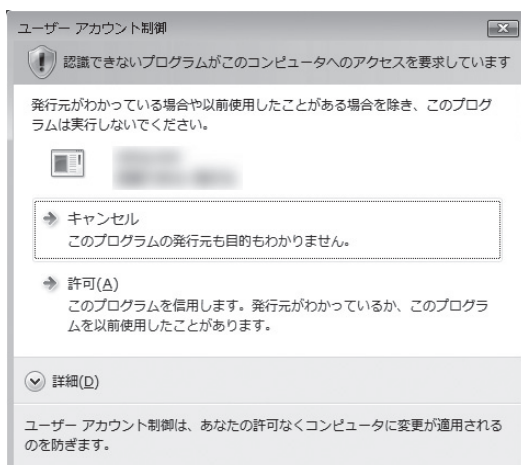 ユーザー アカウント制御
認識できないプログラムがこのコンピュータへのアクセスを要求しています
発行元がわかっている場合や以前使用したことがある場合を除き、このプログ
ラムは実行しないでください。
キャンセル
このプログラムの発行元も目的もわかりません。
許可(A)
このプログラムを信用します。発行元がわかっているか、このプログラ
ムを以前使用したことがあります。
詳細(D)
ユーザー アカウント制御は、あなたの許可なくコンピュータに変更が適用される
のを防ぎます。